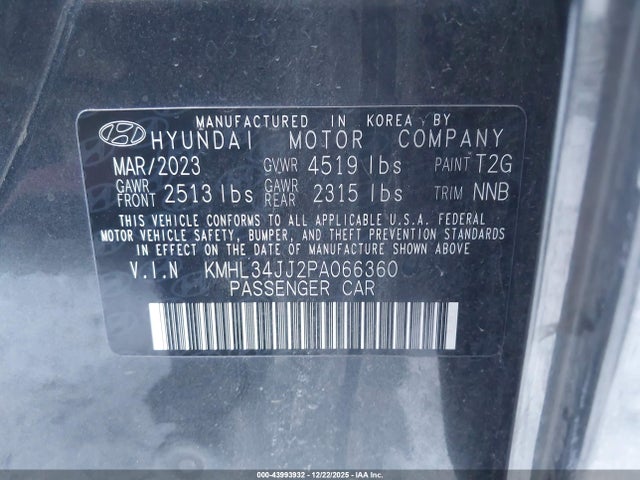 MANUFACTURED IN KOREA BY
HYUNDAI MOTOR COMPANY
MAR/2023 GVWR 4519 lbs PAINT T2G
GAWR FRONT 2513 lbs GAWR REAR 2315 lbs TRIM NNB
THIS VEHICLE CONFORMS TO ALL APPLICABLE U.S.A. FEDERAL
MOTOR VEHICLE SAFETY, BUMPER, AND THEFT PREVENTION STANDARDS
IN EFFECT ON THE DATE OF MANUFACTURE SHOWN ABOVE.
V.I.N KMHL34JJ2PA066360
PASSENGER CAR
000-43993932 - 12/22/2025 - IAA Inc.